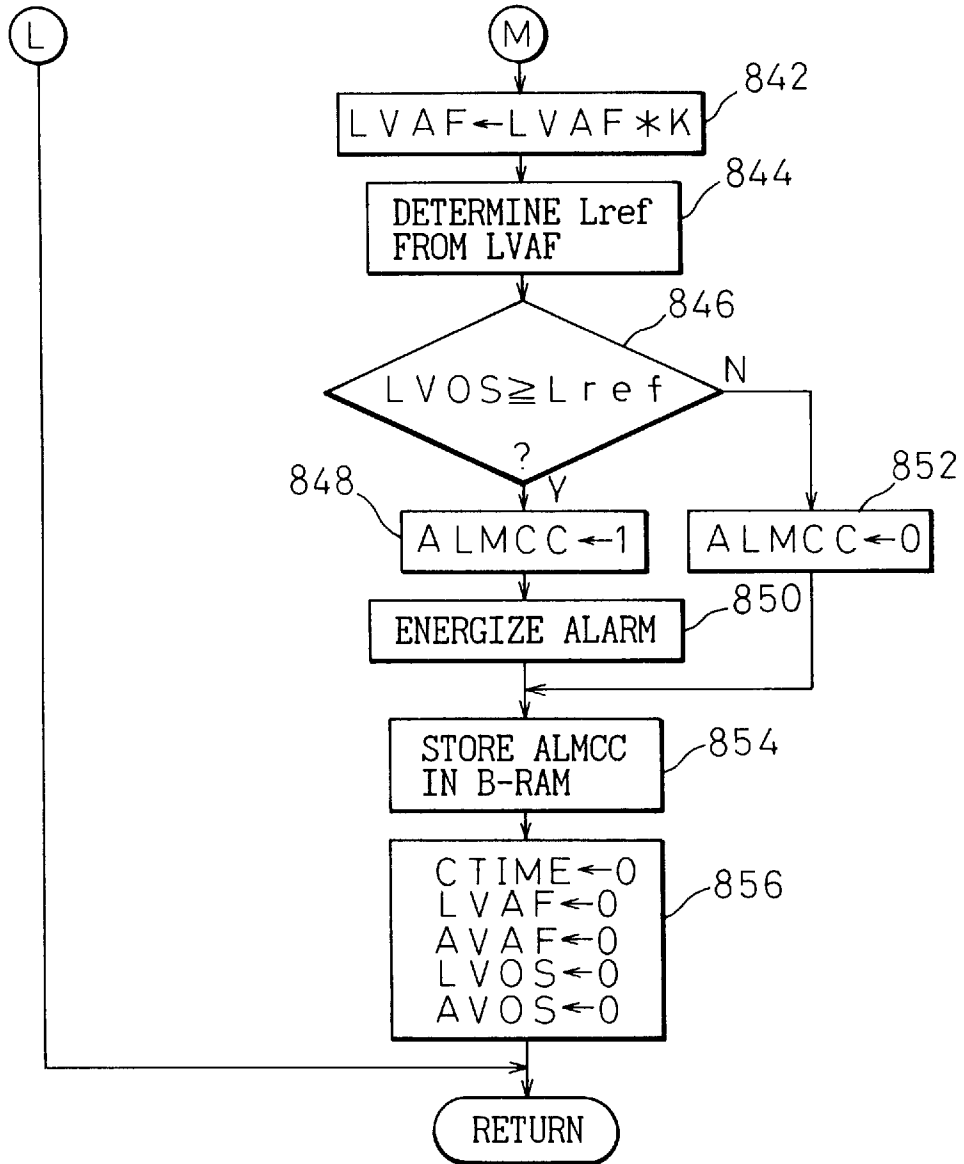 L
M
842
LVAF←LVAF*K
844
DETERMINE Lref
FROM LVAF
846
LVOS≧Lref
?
N
Y
848
ALMCC←1
852
ALMCC←0
850
ENERGIZE ALARM
STORE ALMCC
IN B-RAM
854
CTIME←0
LVAF←0
AVAF←0
LVOS←0
AVOS←0
856
RETURN